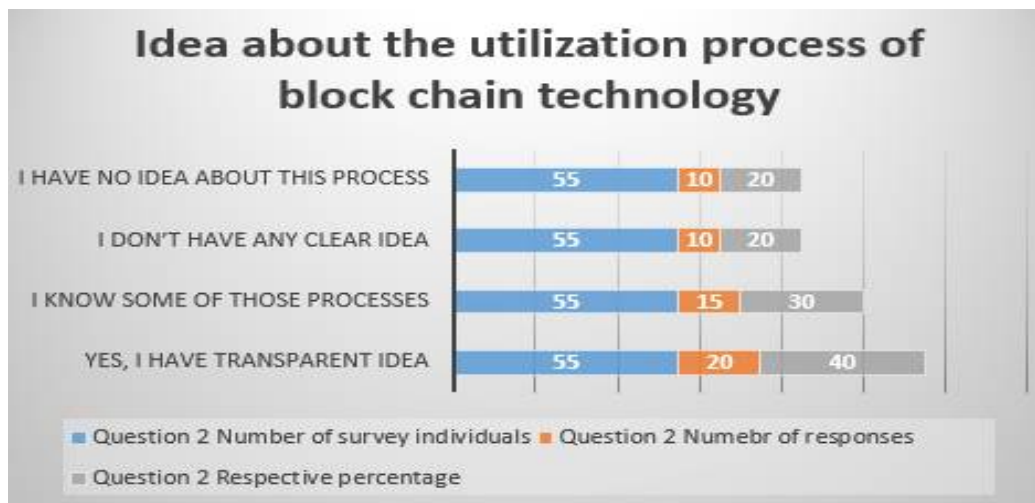 Idea about the utilization process of
block chain technology
I HAVE NO IDEA ABOUT THIS PROCESS 55 10 20
I DON'T HAVE ANY CLEAR IDEA 55 10 20
I KNOW SOME OF THOSE PROCESSES 55 15 30
YES, I HAVE TRANSPARENT IDEA 55 20 40
Question 2 Number of survey individuals Question 2 Numebr of responses
Question 2 Respective percentage